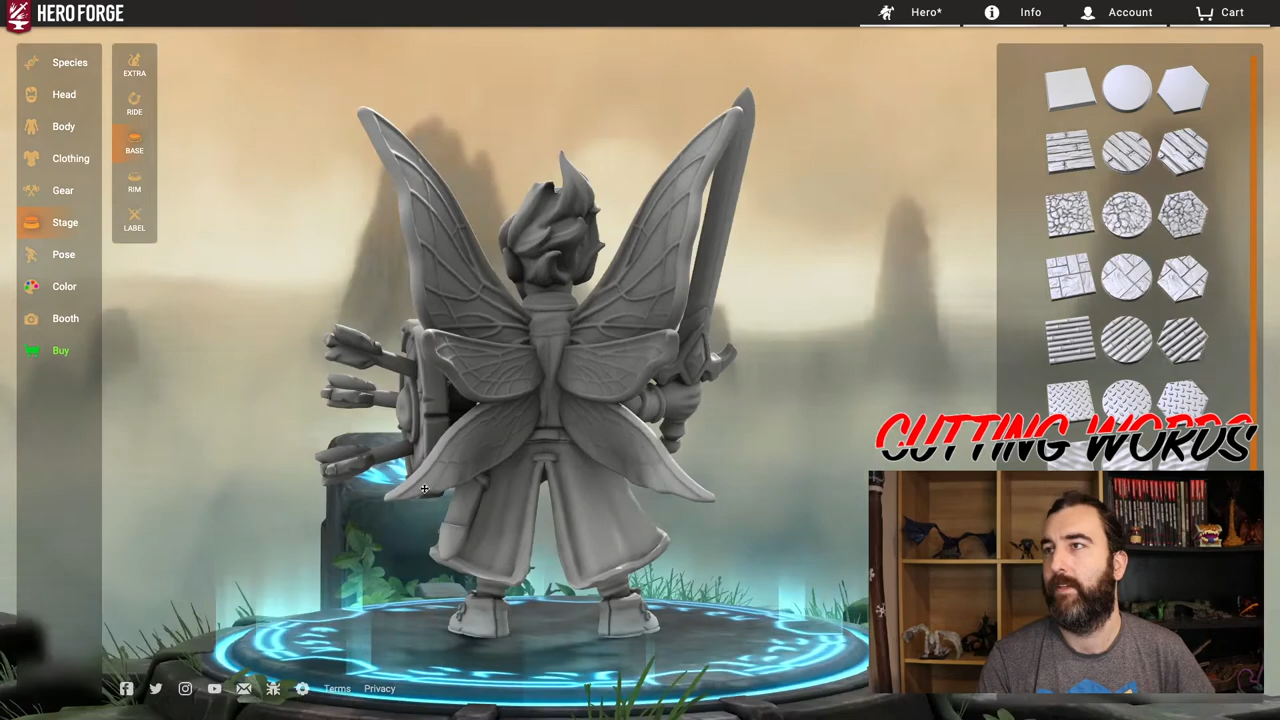 HERO FORGE
Hero*
Info
Account
Cart
Species
Head
Body
Clothing
Gear
Stage
Pose
Color
Booth
Buy
EXTRA
RIDE
BASE
RIM
LABEL
CUTTING WORDS
Terms
Privacy